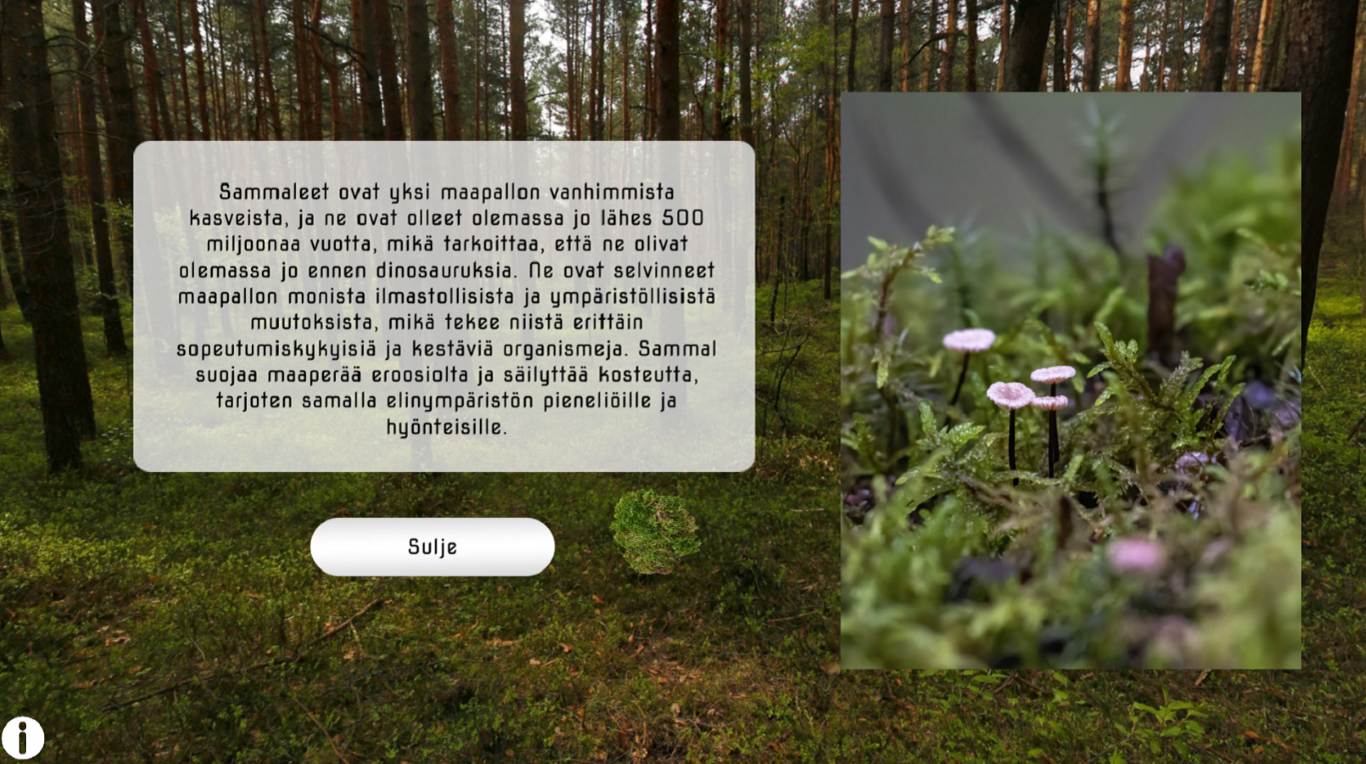 Sammaleet ovat yksi maapallon vanhimmista
kasveista, ja ne ovat olleet olemassa jo lähes 500
miljoonaa vuotta, mikä tarkoittaa, että ne olivat
olemassa jo ennen dinosauruksia. Ne ovat selvinneet
maapallon monista ilmastollisista ja ympäristöllisistä
muutoksista, mikä tekee niistä erittäin
sopeutumiskykyisiä ja kestäviä organismeja. Sammal
suojaa maaperää eroosiolta ja säilyttää kosteutta,
tarjoten samalla elinympäristön pieneliöille ja
hyönteisille.
Sulje
i